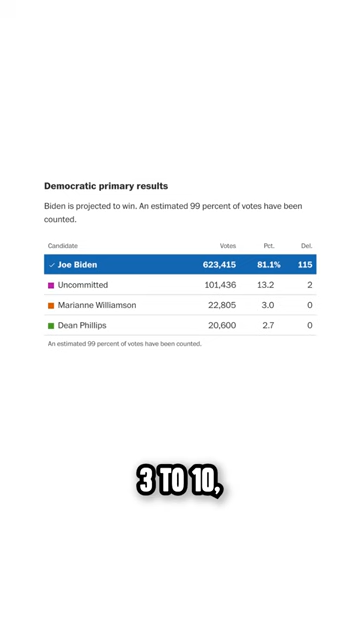 Democratic primary results
Biden is projected to win. An estimated 99 percent of votes have been
counted.
Candidate Votes Pct. Del.
✓ Joe Biden 623,415 81.1% 115
Uncommitted 101,436 13.2 2
Marianne Williamson 22,805 3.0 0
Dean Phillips 20,600 2.7 0
An estimated 99 percent of votes have been counted.
3 TO 10,